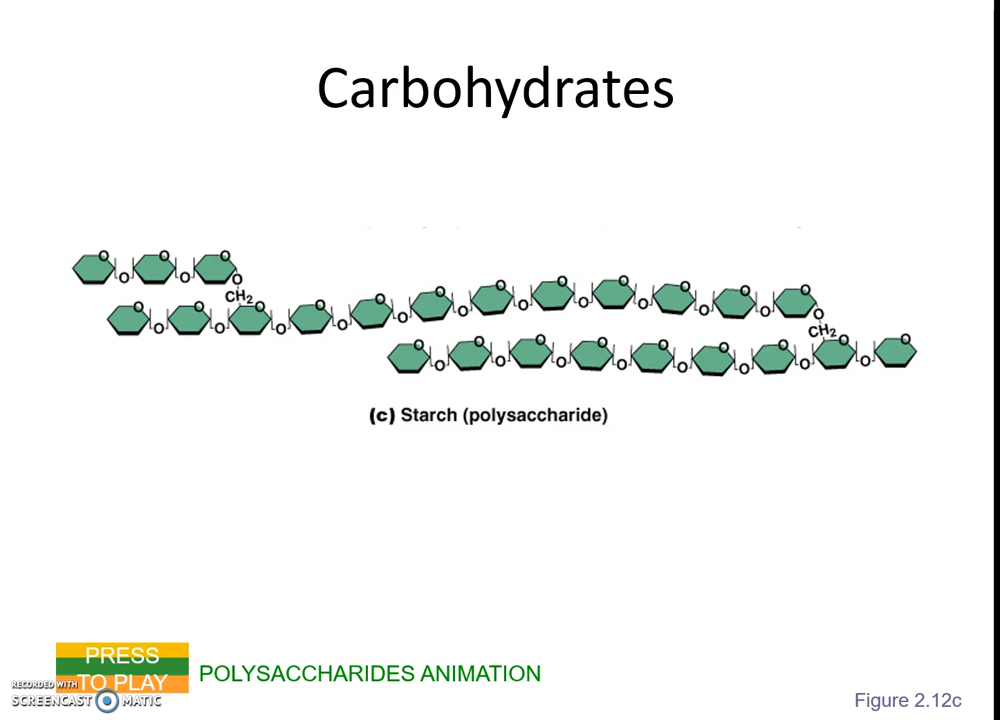 Carbohydrates
O O O
O O O
CH2
O O O O O O O O O O O O
O O O O O O O O O O O O
CH2
O O O O O O O O O
O O O O O O O O
(c) Starch (polysaccharide)
PRESS
TO PLAY
POLYSACCHARIDES ANIMATION
RECORDED WITH
SCREENCAST MATIC
Figure 2.12c